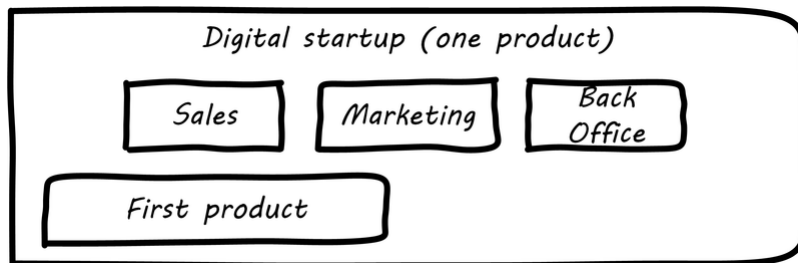 Digital startup (one product)
Sales
Marketing
Back
Office
First product